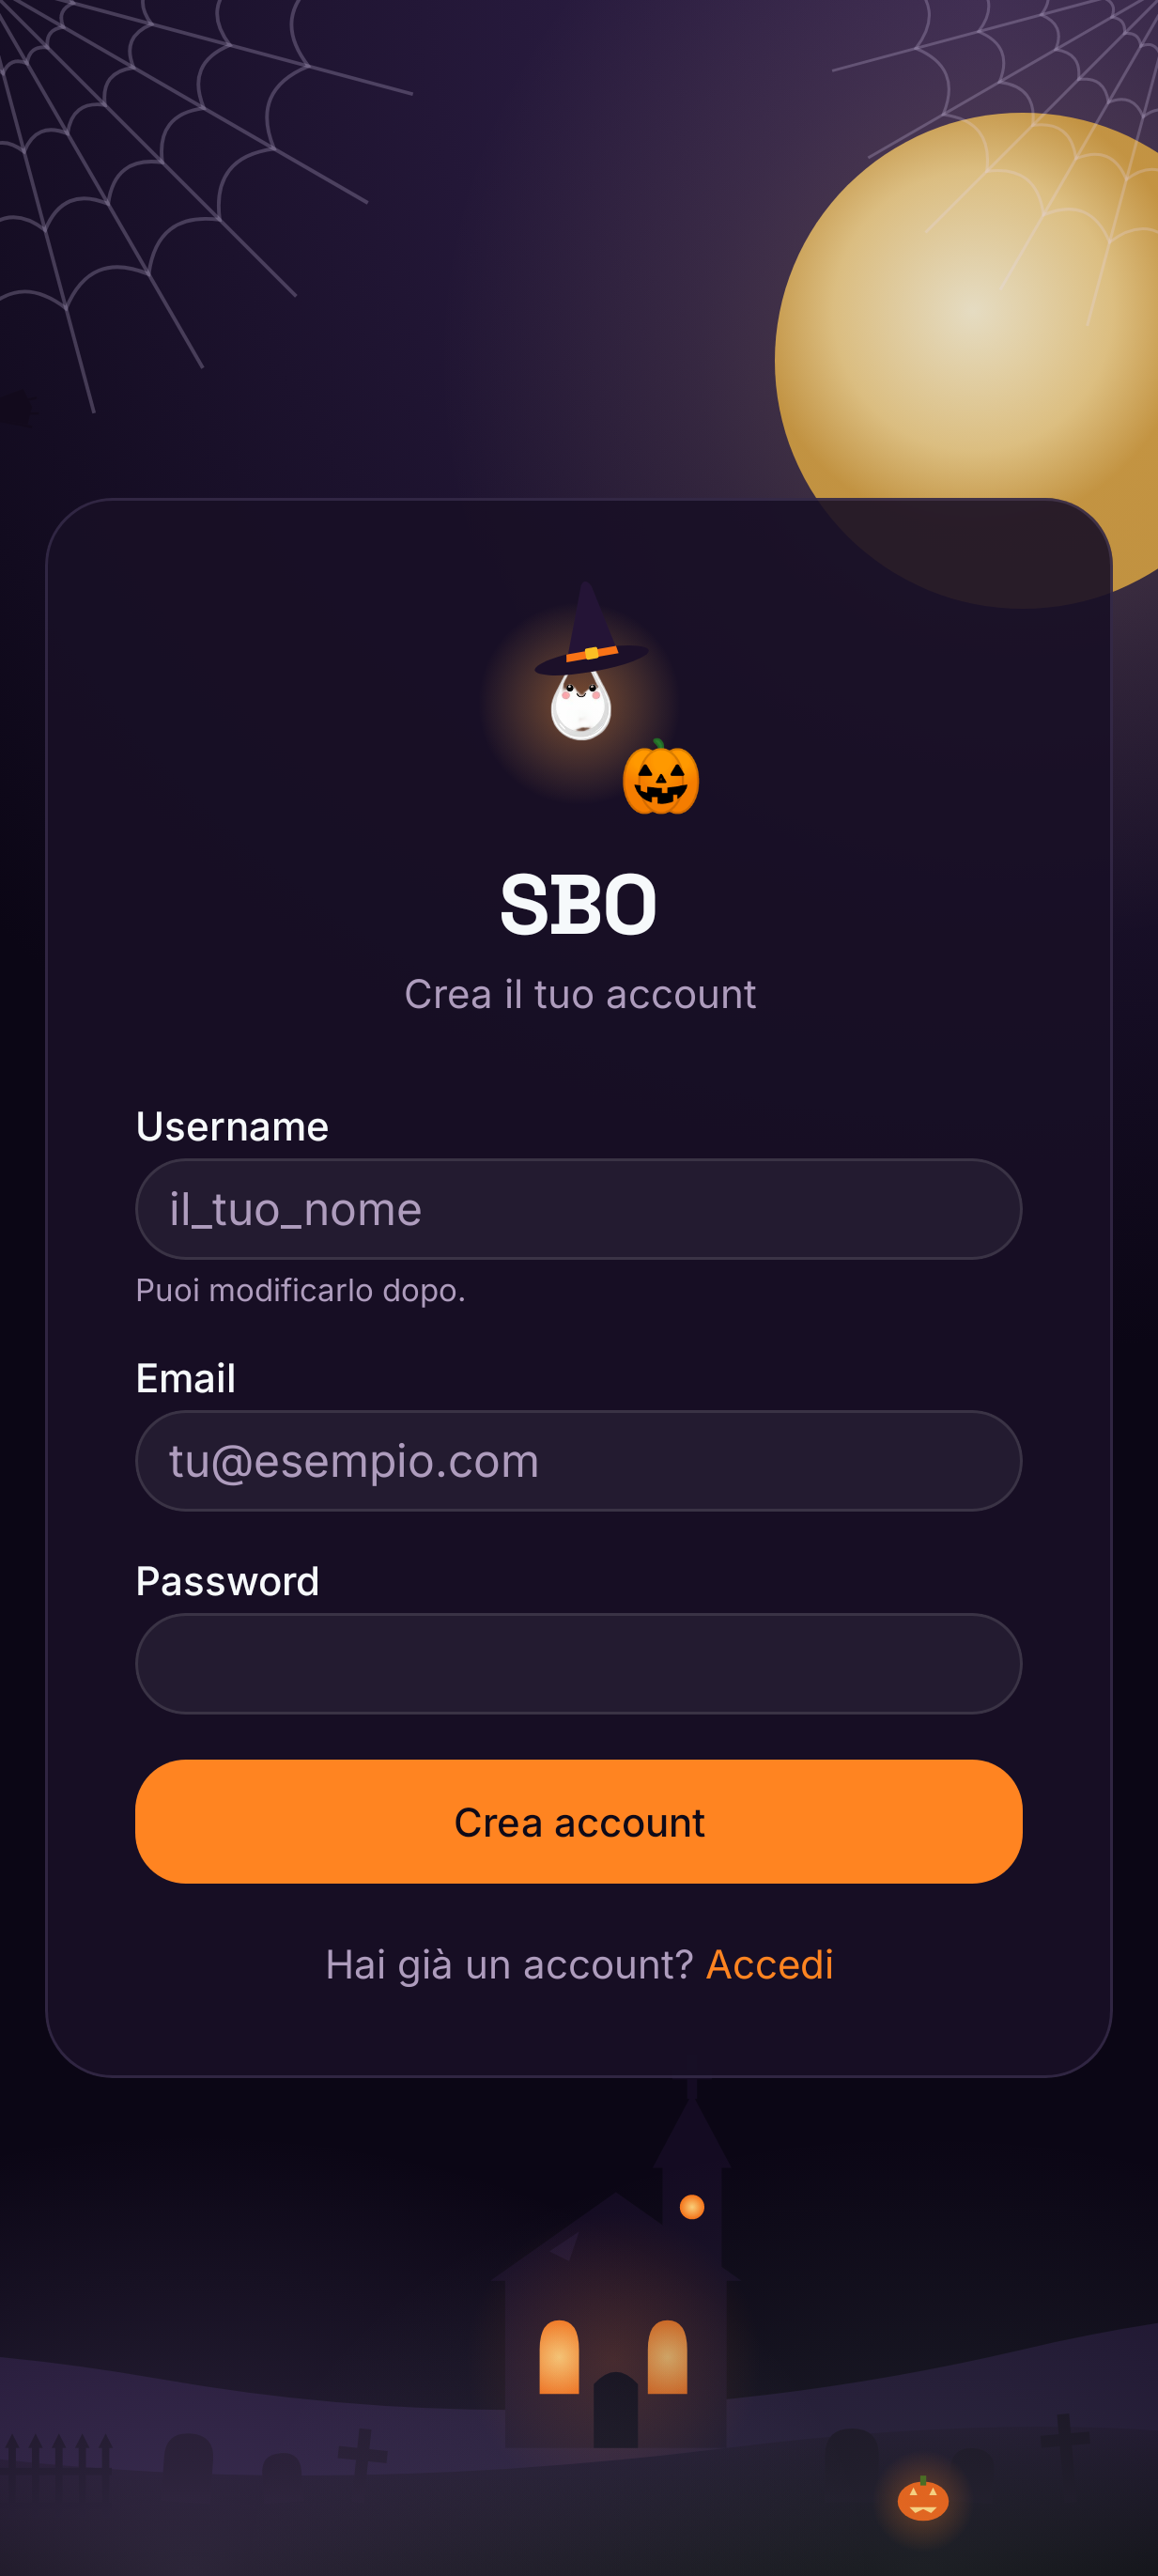 SBO
Crea il tuo account
Username
il_tuo_nome
Puoi modificarlo dopo.
Email
tu@esempio.com
Password
Crea account
Hai già un account? Accedi